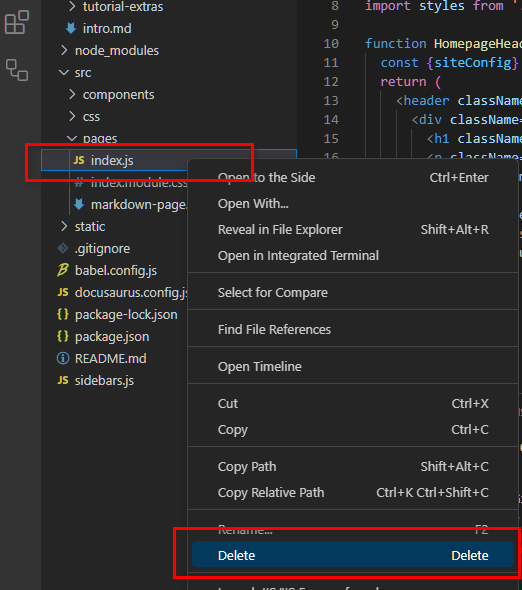 tutorial-extras
intro.md
node_modules
src
components
css
pages
JS index.js
# index.module.css
markdown-page.
static
.gitignore
babel.config.js
JS docusaurus.config.js
{} package-lock.json
{} package.json
README.md
JS sidebars.js
8 import styles from '
9
10 function HomepageHead
11 const {siteConfig}
12 return (
13 <header className
14 <div className=
15 <h1 className
16 <p className=
Open to the Side Ctrl+Enter
Open With...
Reveal in File Explorer Shift+Alt+R
Open in Integrated Terminal
Select for Compare
Find File References
Open Timeline
Cut Ctrl+X
Copy Ctrl+C
Copy Path Shift+Alt+C
Copy Relative Path Ctrl+K Ctrl+Shift+C
Rename... F2
Delete Delete